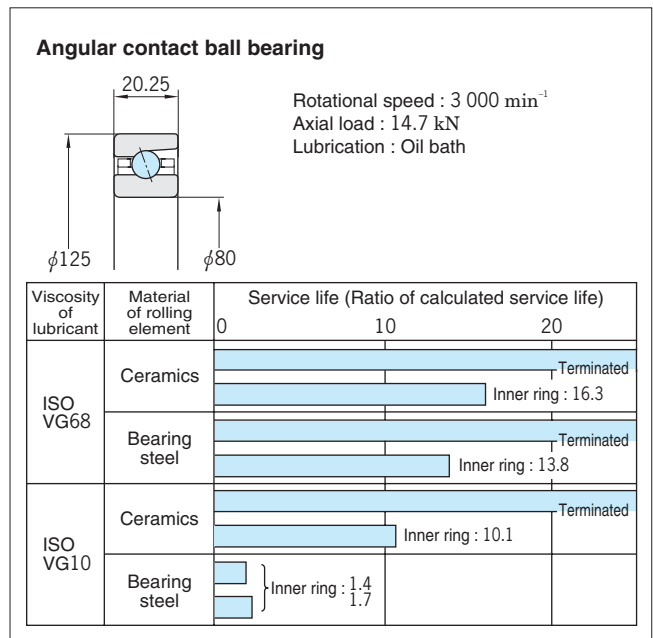 Angular contact ball bearing
20.25
Rotational speed : 3 000 min⁻¹
Axial load : 14.7 kN
Lubrication : Oil bath
ϕ125
ϕ80
Viscosity
of
lubricant
Material
of rolling
element
Service life (Ratio of calculated service life)
0 10 20
ISO
VG68
Ceramics
Terminated
Inner ring : 16.3
Bearing
steel
Terminated
Inner ring : 13.8
ISO
VG10
Ceramics
Terminated
Inner ring : 10.1
Bearing
steel
Inner ring : 1.4
1.7